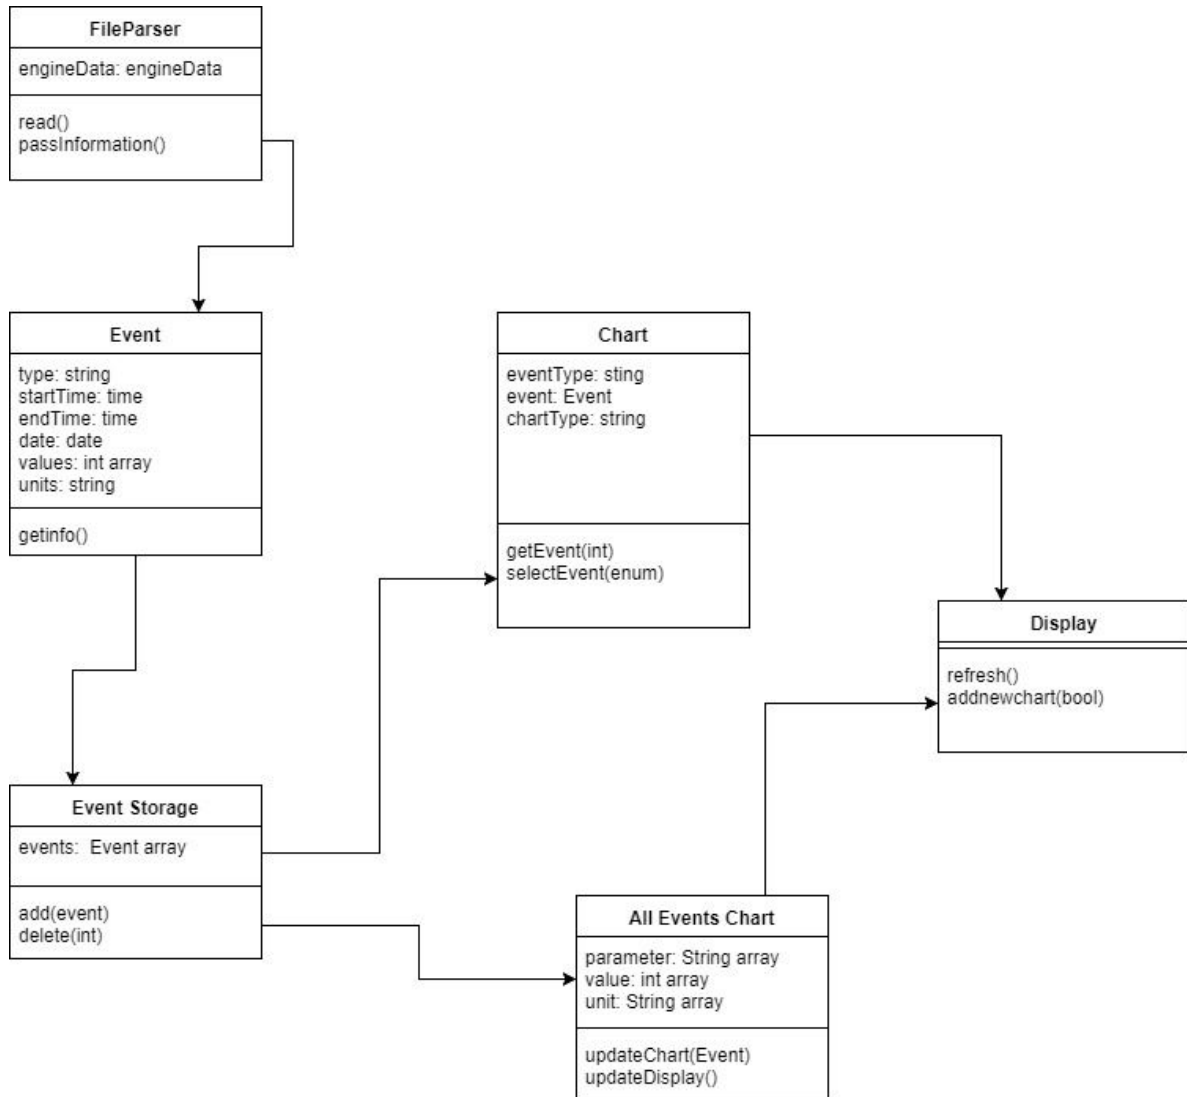 FileParser
engineData: engineData
read()
passInformation()
Event
type: string
startTime: time
endTime: time
date: date
values: int array
units: string
getinfo()
Chart
eventType: sting
event: Event
chartType: string
getEvent(int)
selectEvent(enum)
Display
refresh()
addnewchart(bool)
Event Storage
events:  Event array
add(event)
delete(int)
All Events Chart
parameter: String array
value: int array
unit: String array
updateChart(Event)
updateDisplay()